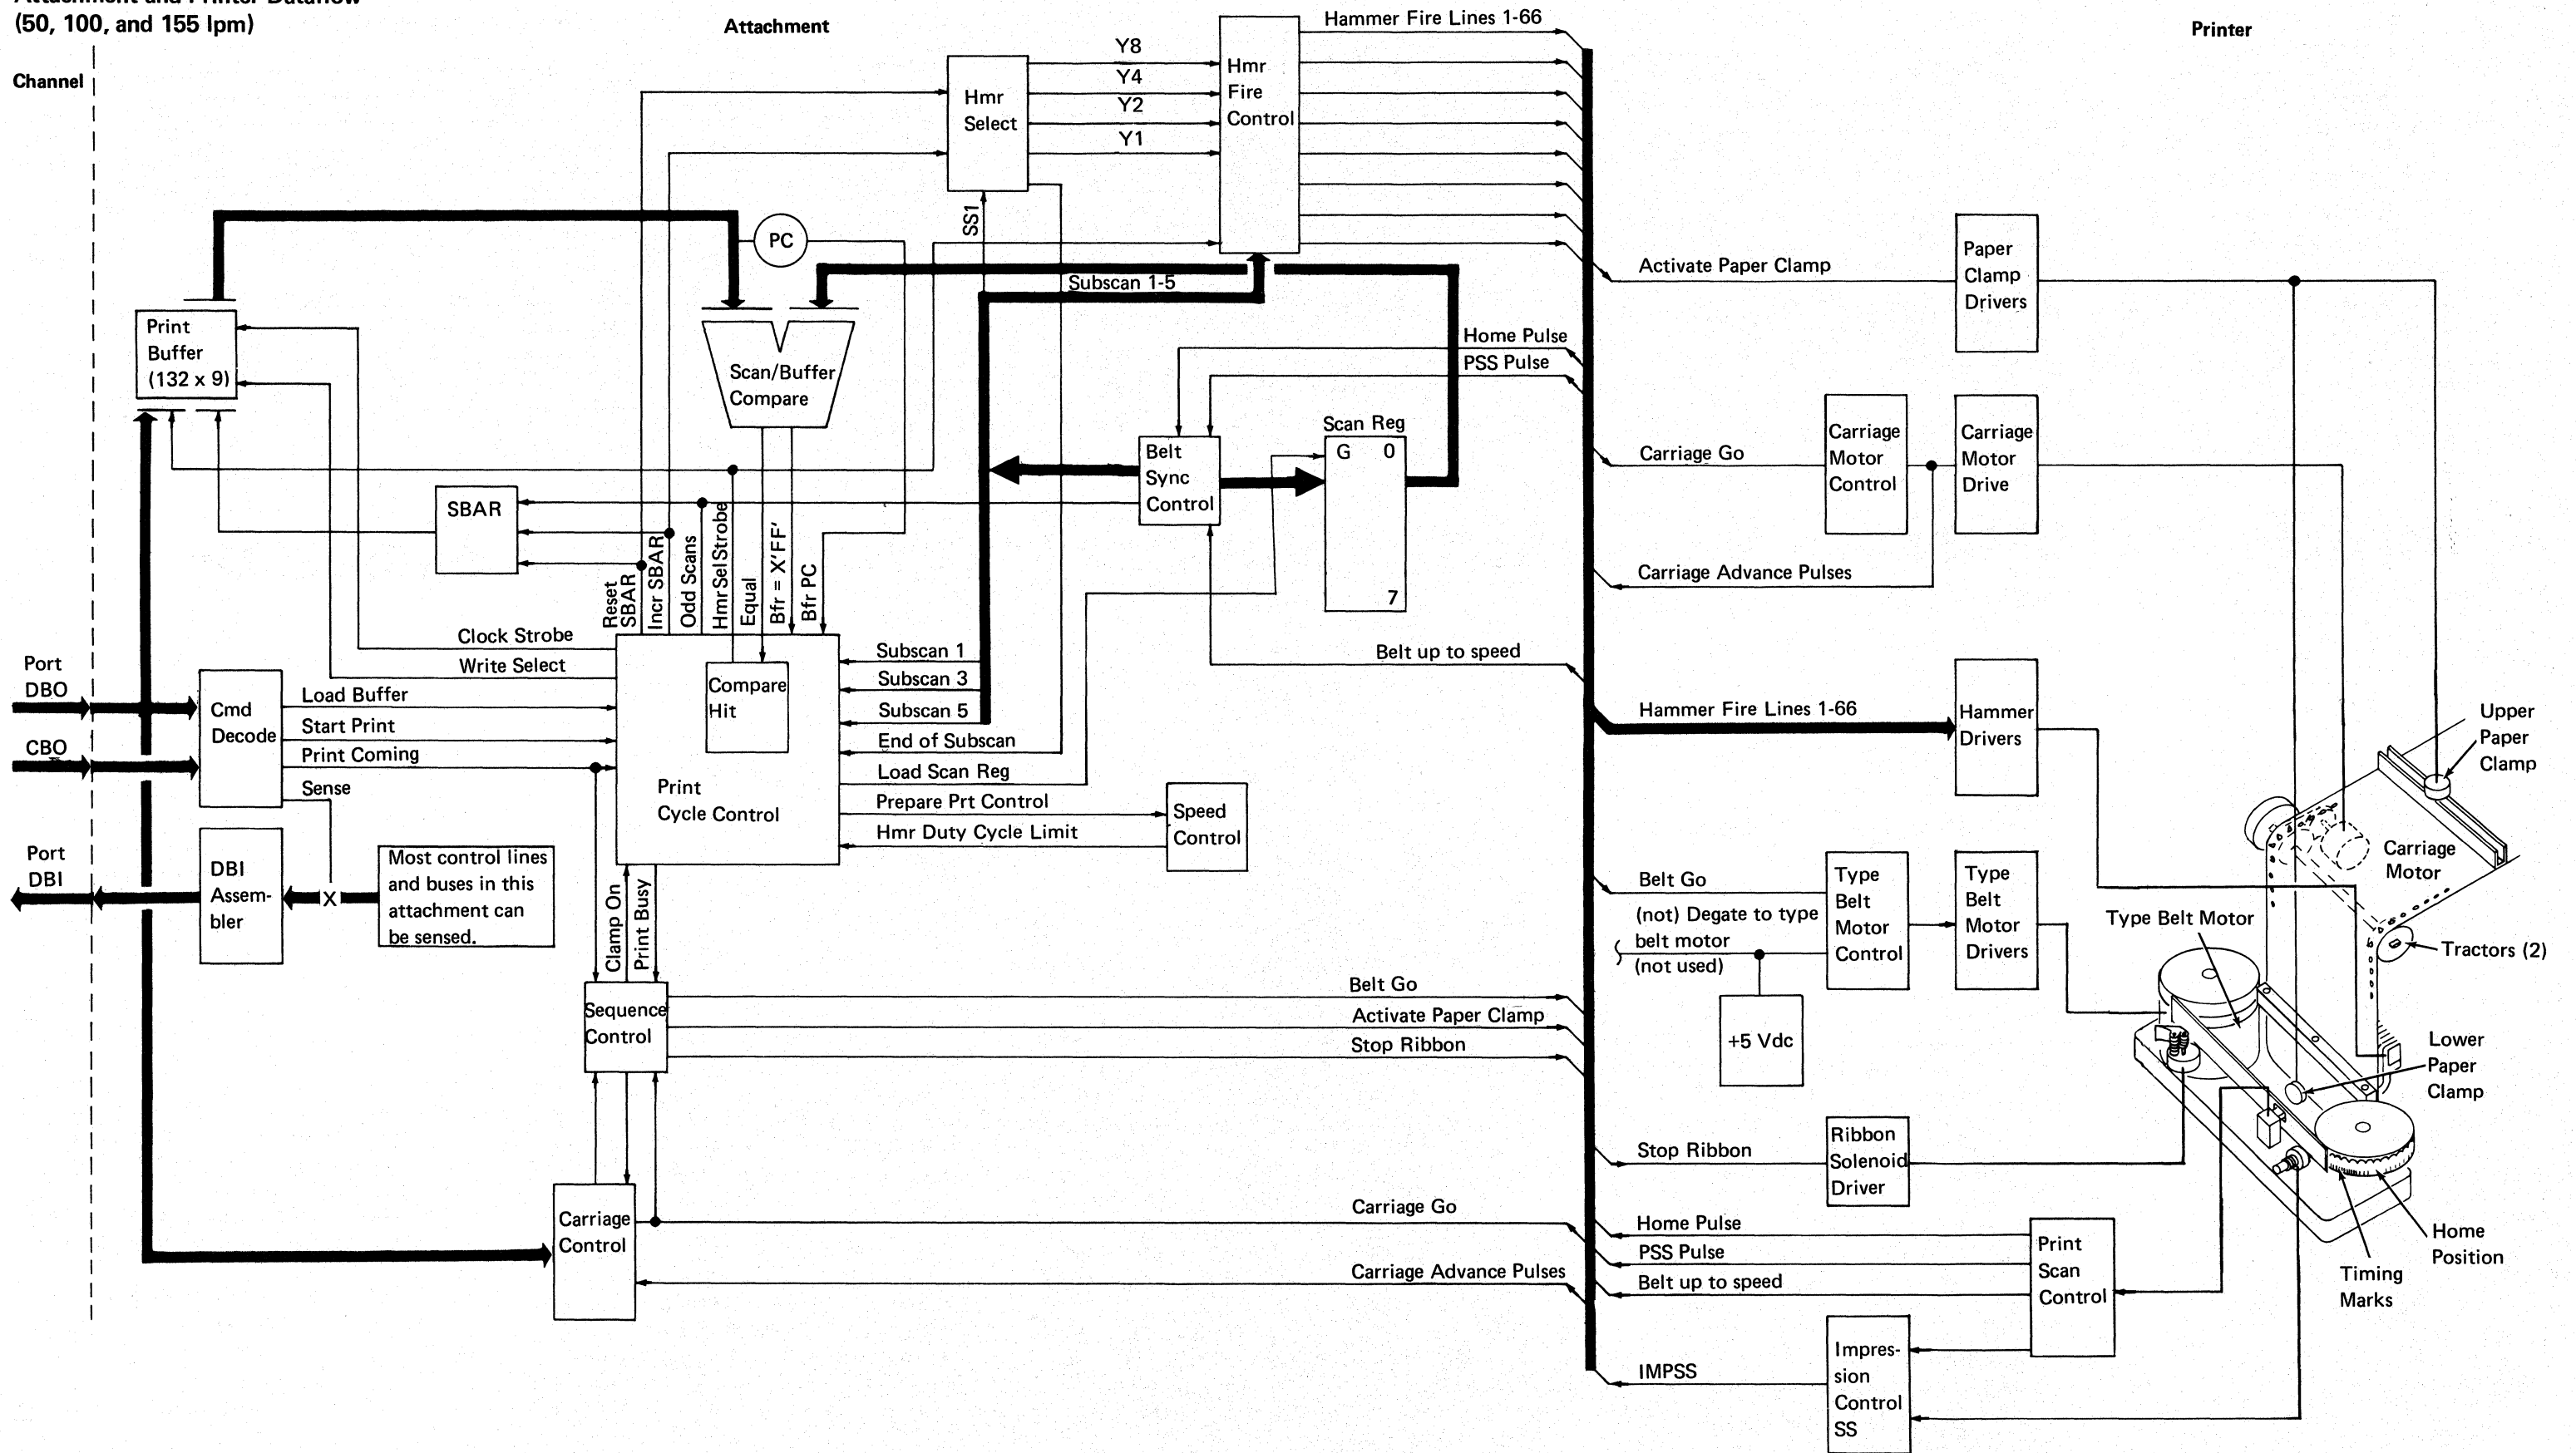 (50, 100, and 155 lpm)
Attachment
Printer
Channel
Hammer Fire Lines 1-66
Y8
Y4
Y2
Y1
Hmr
Select
Hmr
Fire
Control
SS1
PC
Subscan 1-5
Activate Paper Clamp
Paper
Clamp
Drivers
Print
Buffer
(132 x 9)
Scan/Buffer
Compare
Home Pulse
PSS Pulse
Scan Reg
G 0
7
Belt
Sync
Control
Carriage Go
Carriage
Motor
Control
Carriage
Motor
Drive
SBAR
Carriage Advance Pulses
Reset
SBAR
Incr SBAR
Odd Scans
Hmr Sel Strobe
Equal
Bfr = X'FF'
Bfr PC
Clock Strobe
Write Select
Port
DBO
CBO
Cmd
Decode
Load Buffer
Start Print
Print Coming
Sense
Compare
Hit
Print
Cycle Control
Subscan 1
Subscan 3
Subscan 5
End of Subscan
Load Scan Reg
Prepare Prt Control
Hmr Duty Cycle Limit
Speed
Control
Belt up to speed
Hammer Fire Lines 1-66
Hammer
Drivers
Upper
Paper
Clamp
Port
DBI
DBI
Assem-
bler
X
Most control lines
and buses in this
attachment can
be sensed.
Clamp On
Print Busy
Belt Go
(not) Degate to type
belt motor
(not used)
+5 Vdc
Type
Belt
Motor
Control
Type
Belt
Motor
Drivers
Carriage
Motor
Type Belt Motor
Tractors (2)
Sequence
Control
Belt Go
Activate Paper Clamp
Stop Ribbon
Lower
Paper
Clamp
Stop Ribbon
Ribbon
Solenoid
Driver
Carriage
Control
Carriage Go
Carriage Advance Pulses
Home Pulse
PSS Pulse
Belt up to speed
Print
Scan
Control
Home
Position
Timing
Marks
IMPSS
Impres-
sion
Control
SS